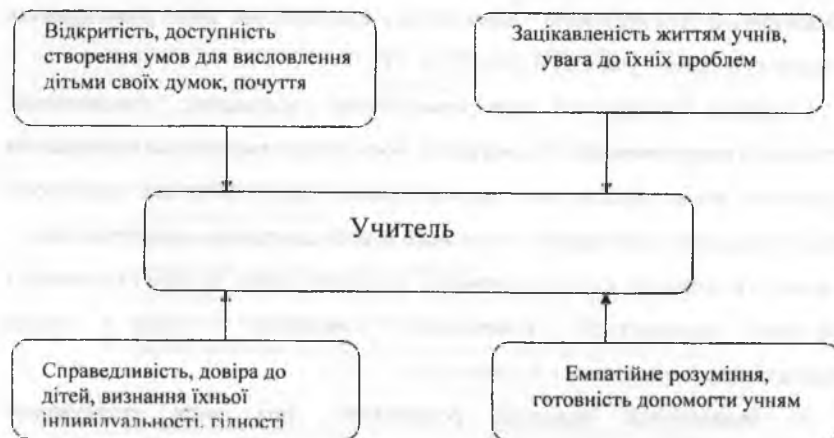 Відкритість, доступність
створення умов для висловлення
дітьми своїх думок, почуття
Зацікавленість життям учнів,
увага до їхніх проблем
Учитель
Справедливість, довіра до
дітей, визнання їхньої
індивідуальності, гідності
Емпатійне розуміння,
готовність допомогти учням